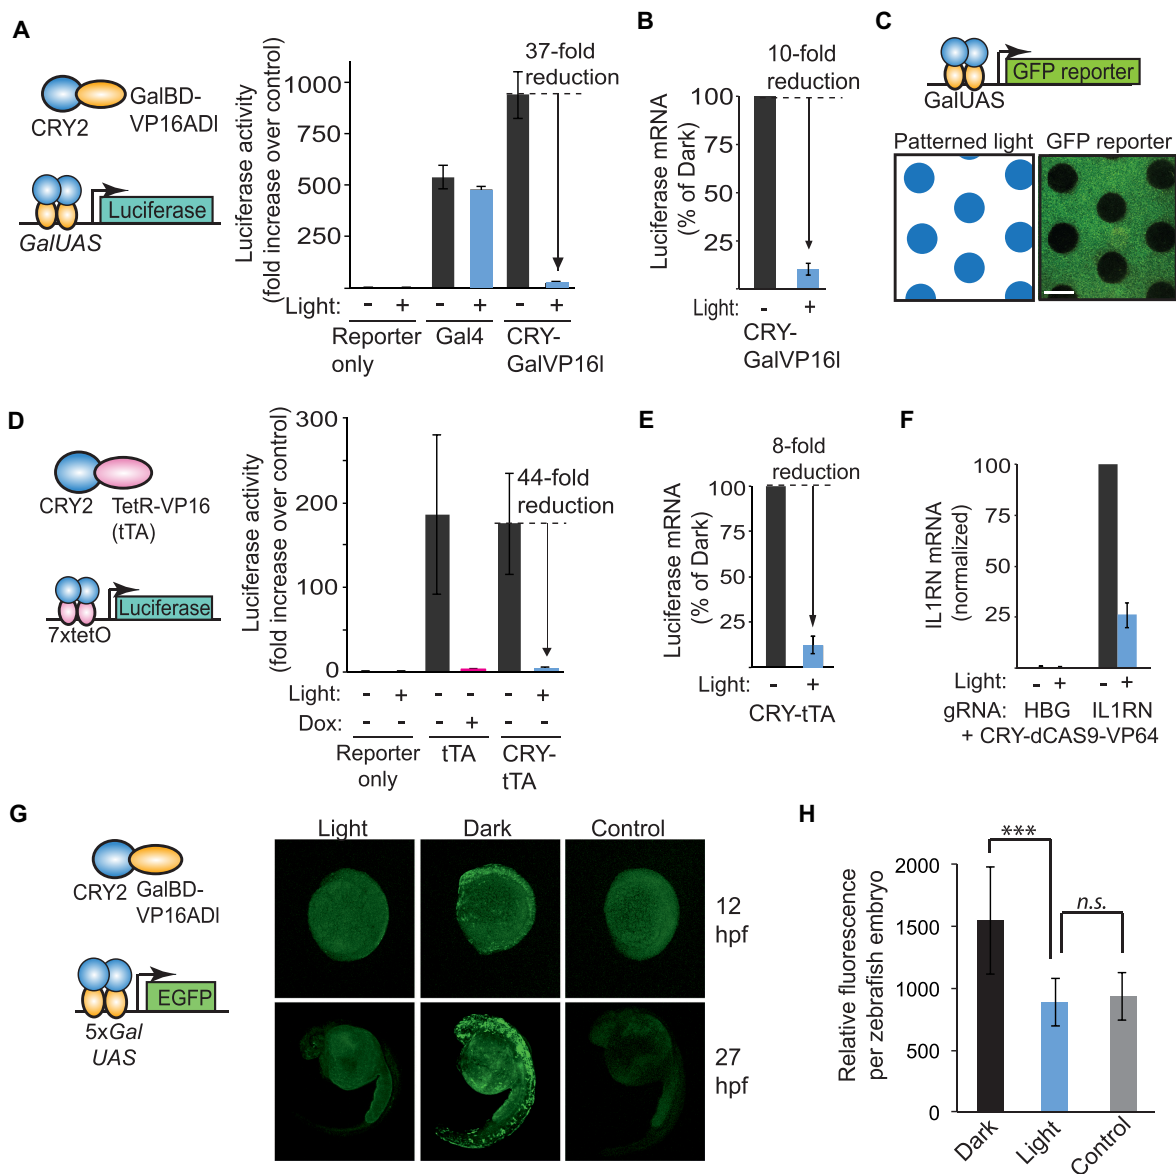 A
CRY2
GalBD-
VP16ADI
GalUAS
Luciferase
Luciferase activity
(fold increase over control)
1000
750
500
250
0
37-fold
reduction
Light:
- + - + - +
Reporter
only
Gal4
CRY-
GalVP16I
B
Luciferase mRNA
(% of Dark)
100
75
50
25
10-fold
reduction
Light: - +
CRY-
GalVP16I
C
GFP reporter
GalUAS
Patterned light
GFP reporter
D
CRY2
TetR-VP16
(tTA)
7xtetO
Luciferase
Luciferase activity
(fold increase over control)
300
200
100
0
44-fold
reduction
Light: - + - - - +
Dox: - - - + - -
Reporter
only
tTA
CRY-
tTA
E
Luciferase mRNA
(% of Dark)
100
75
50
25
8-fold
reduction
Light: - +
CRY-tTA
F
IL1RN mRNA
(normalized)
100
75
50
25
Light: - + - +
gRNA: HBG IL1RN
+ CRY-dCAS9-VP64
G
CRY2
GalBD-
VP16ADI
5xGal
UAS
EGFP
Light
Dark
Control
12
hpf
27
hpf
H
Relative fluorescence
per zebrafish embryo
2000
1500
1000
500
0
***
n.s.
Dark
Light
Control